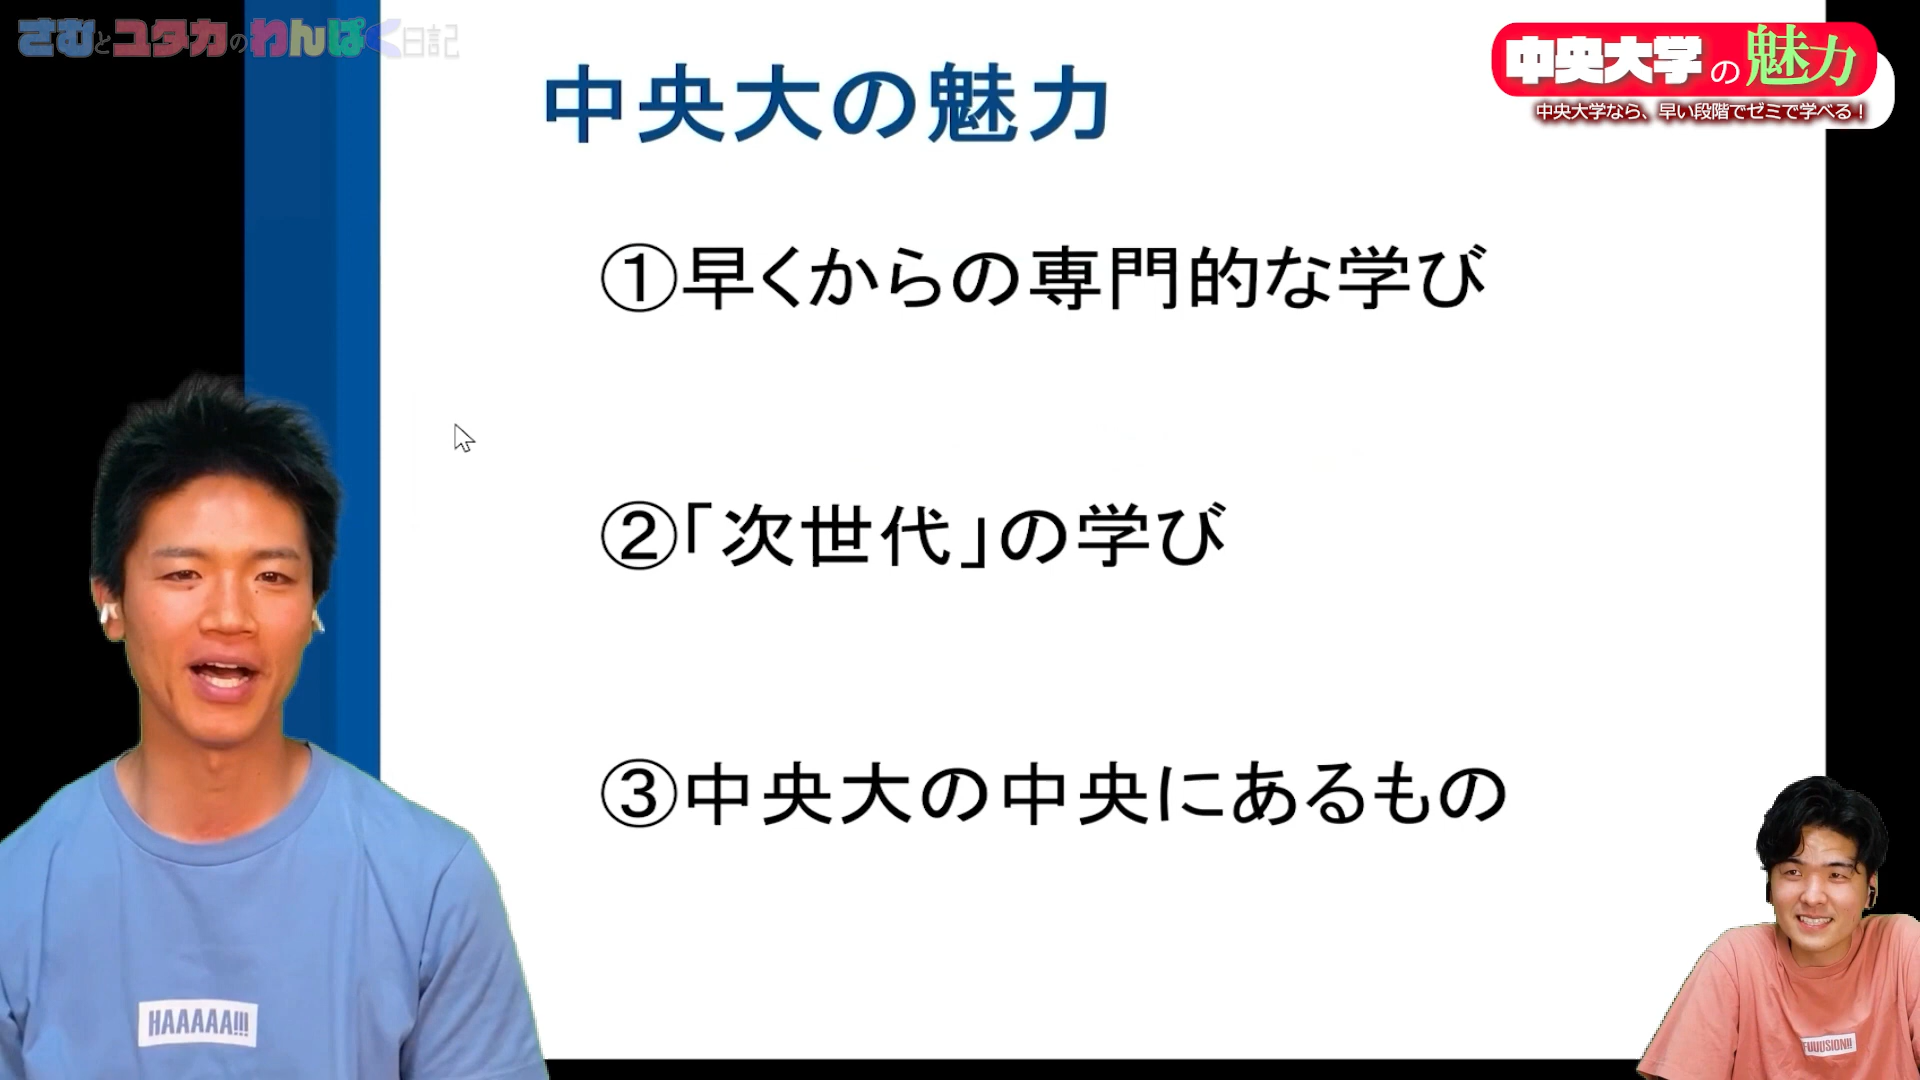 さむとユタカのわんぱく日記
中央大学の魅力
中央大学なら、早い段階でゼミで学べる！
中央大の魅力
①早くからの専門的な学び
②「次世代」の学び
③中央大の中央にあるもの
HAAAAA!!!
FUUUSION!!